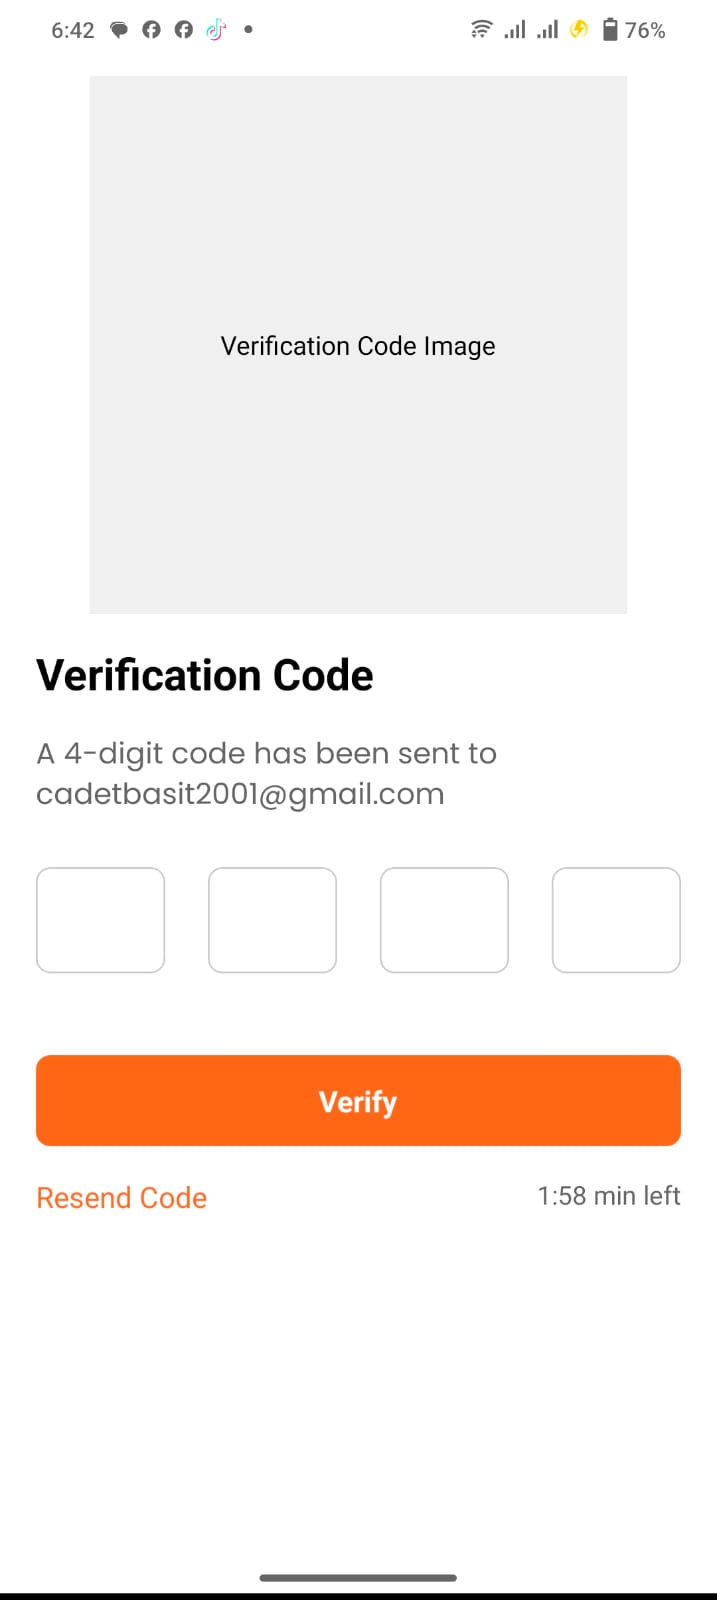 6:42
76%
Verification Code Image
Verification Code
A 4-digit code has been sent to
cadetbasit2001@gmail.com
Verify
Resend Code
1:58 min left